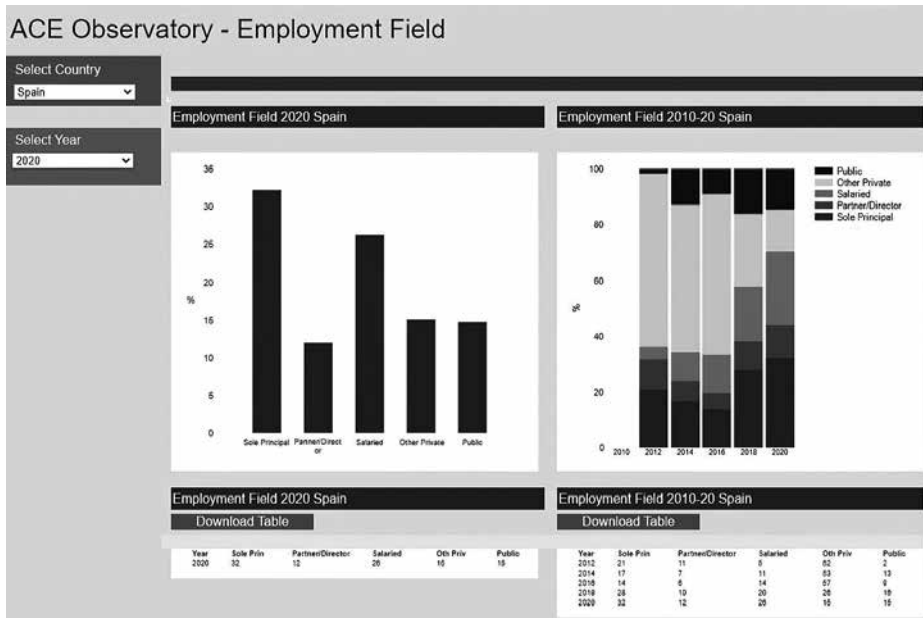 ACE Observatory - Employment Field
Select Country
Spain
Select Year
2020
Employment Field 2020 Spain
35
30
25
20
15
10
5
0
%
Sole Principal Partner/Direct or Salaried Other Private Public
Employment Field 2010-20 Spain
100
80
60
40
20
0
%
2010 2012 2014 2016 2018 2020
Public
Other Private
Salaried
Partner/Director
Sole Principal
Employment Field 2020 Spain
Download Table
Year Sole Prin Partner/Director Salaried Oth Priv Public
2020 32 12 26 15 15
Employment Field 2010-20 Spain
Download Table
Year Sole Prin Partner/Director Salaried Oth Priv Public
2012 21 11 5 62 2
2014 17 7 11 53 13
2016 14 6 14 57 9
2018 28 10 20 26 16
2020 32 12 26 15 15